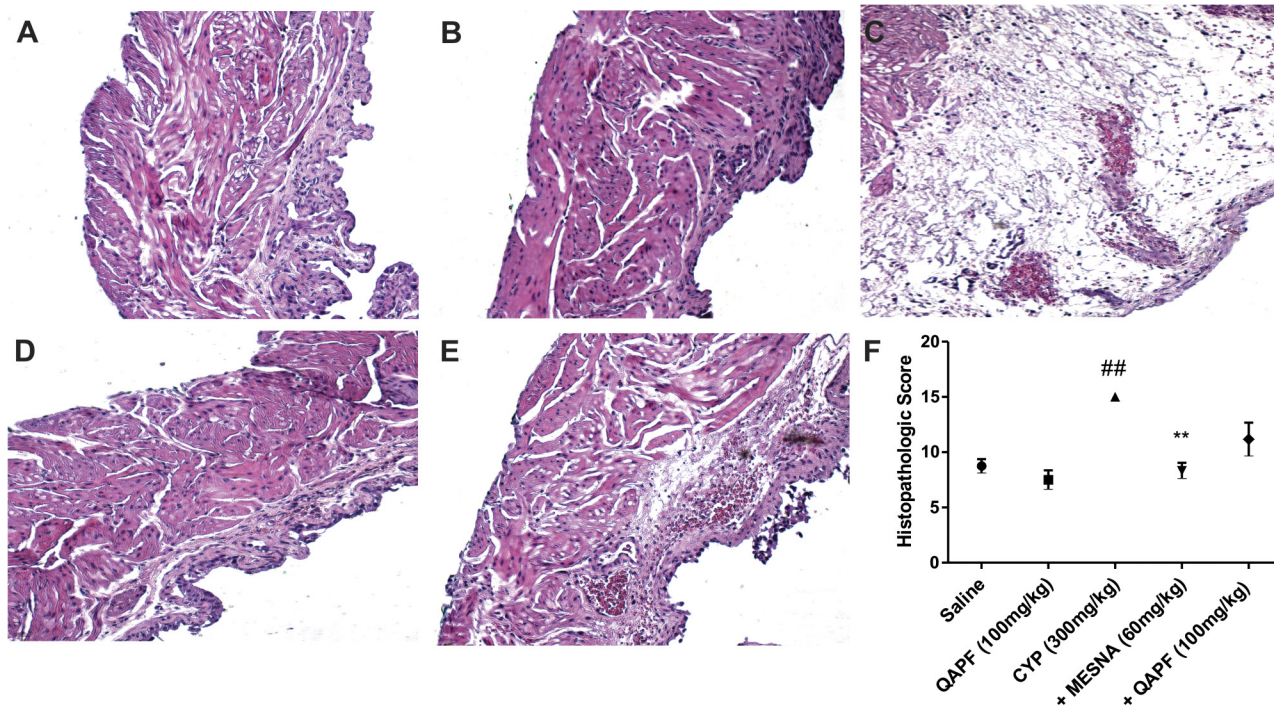 A
B
C
D
E
F
Histopathologic Score
20
15
10
5
0
##
**
Saline
QAPF (100mg/kg)
CYP (300mg/kg)
+ MESNA (60mg/kg)
+ QAPF (100mg/kg)